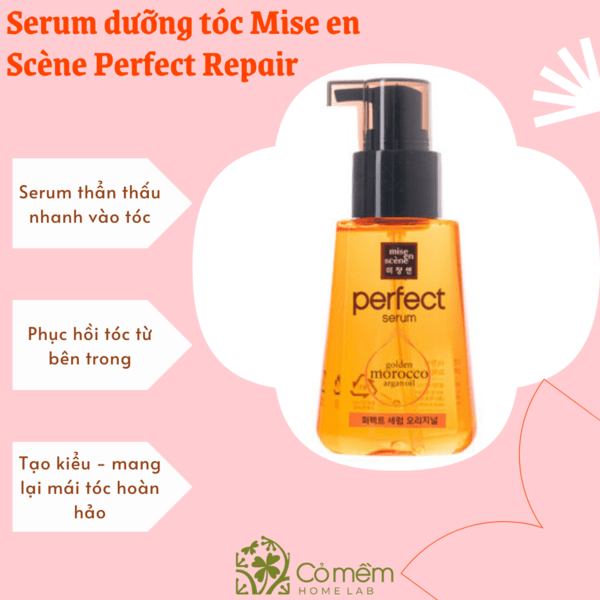 Serum dưỡng tóc Mise en
Scène Perfect Repair
Serum thẩn thấu
nhanh vào tóc
Phục hồi tóc từ
bên trong
Tạo kiểu - mang
lại mái tóc hoàn
hảo
mise
en
scène
미쟝센
perfect
serum
golden
morocco
argan oil
퍼펙트 세럼 오리지널
Cỏ mềm
HOME LAB